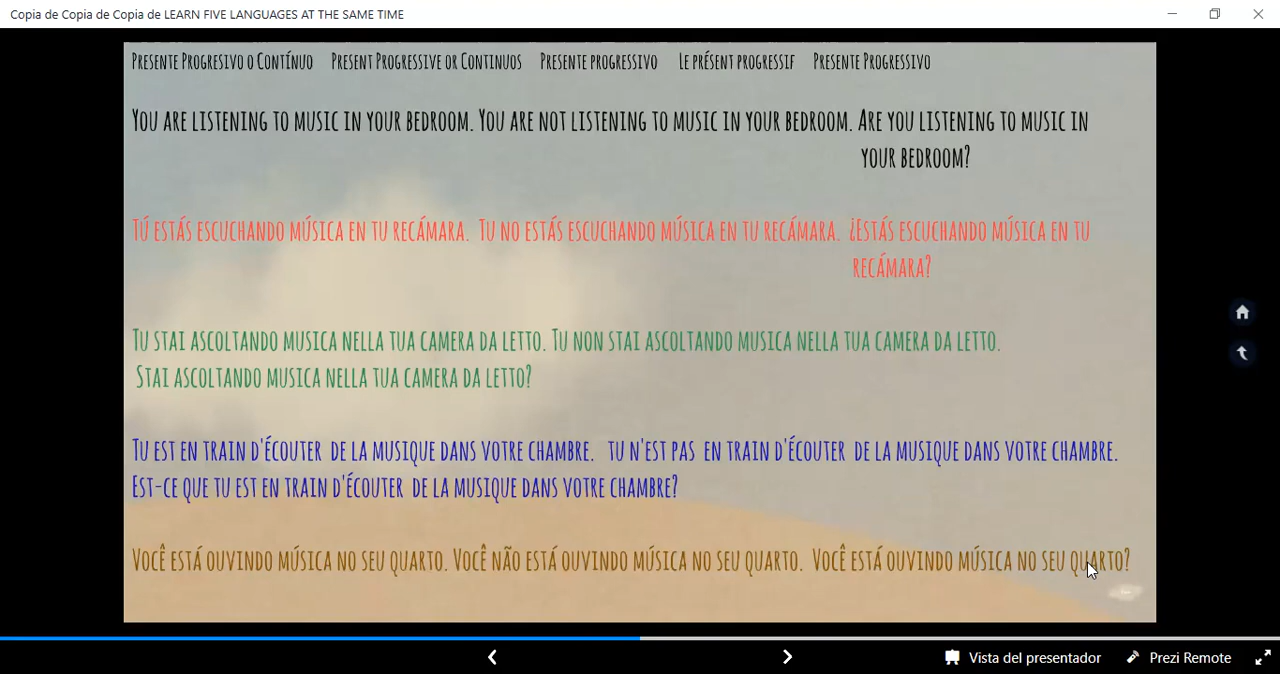 Copia de Copia de Copia de LEARN FIVE LANGUAGES AT THE SAME TIME
Presente Progresivo o Contínuo Present Progressive or Continuos Presente progressivo Le présent progressif Presente Progressivo
You are listening to music in your bedroom. You are not listening to music in your bedroom. Are you listening to music in
your bedroom?
Tú estás escuchando música en tu recámara. Tu no estás escuchando música en tu recámara. ¿Estás escuchando música en tu
recámara?
Tu stai ascoltando musica nella tua camera da letto. Tu non stai ascoltando musica nella tua camera da letto.
Stai ascoltando musica nella tua camera da letto?
Tu est en train d'écouter de la musique dans votre chambre. tu n'est pas en train d'écouter de la musique dans votre chambre.
Est-ce que tu est en train d'écouter de la musique dans votre chambre?
Você está ouvindo música no seu quarto. Você não está ouvindo música no seu quarto. Você está ouvindo música no seu quarto?
Vista del presentador Prezi Remote